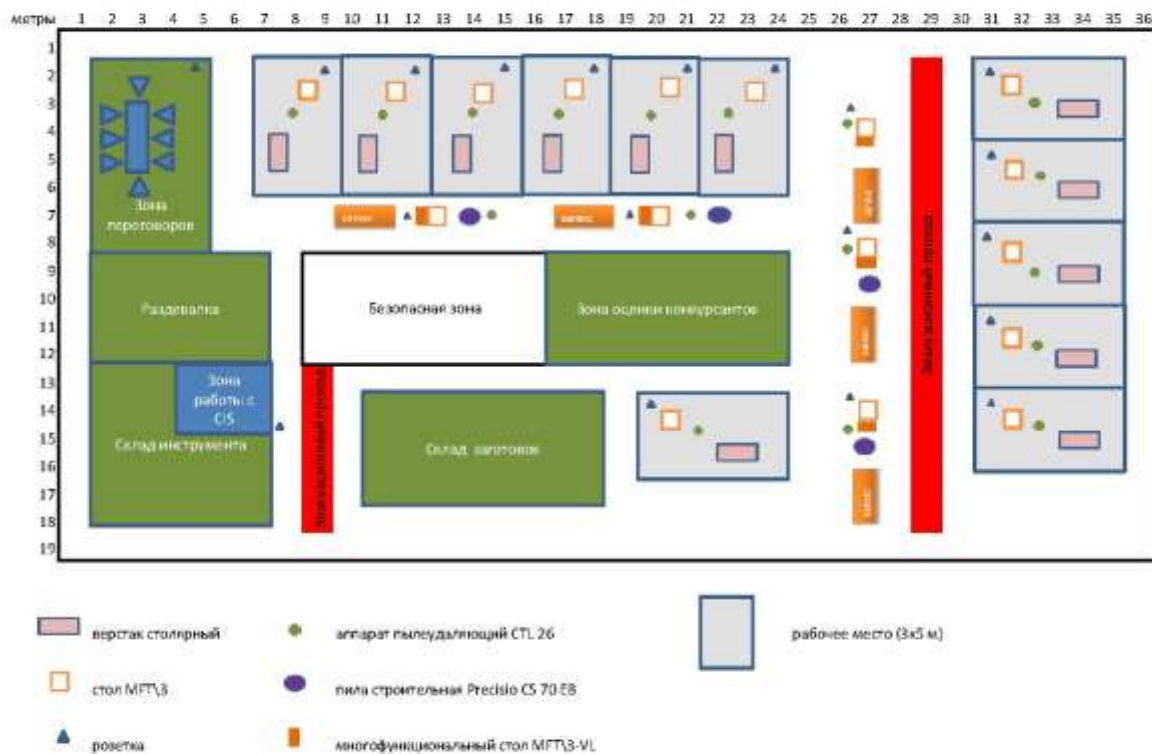 метры 1 2 3 4 5 6 7 8 9 10 11 12 13 14 15 16 17 18 19 20 21 22 23 24 25 26 27 28 29 30 31 32 33 34 35 36
1
2
3
4
5
6
7
8
9
10
11
12
13
14
15
16
17
18
19
Зона
переговоров
Раздевалка
Безопасная зона
Зона оценки конкурсантов
Зона
работы с
CIS
Склад инструмента
Эвакуационный проход
Склад заготовок
Эвакуационный проход
верстак столярный
аппарат пылеудаляющий CTL 26
рабочее место (3х5 м)
стол MFT\3
пила строительная Precisio CS 70 EB
розетка
многофункциональный стол MFT\3-VL